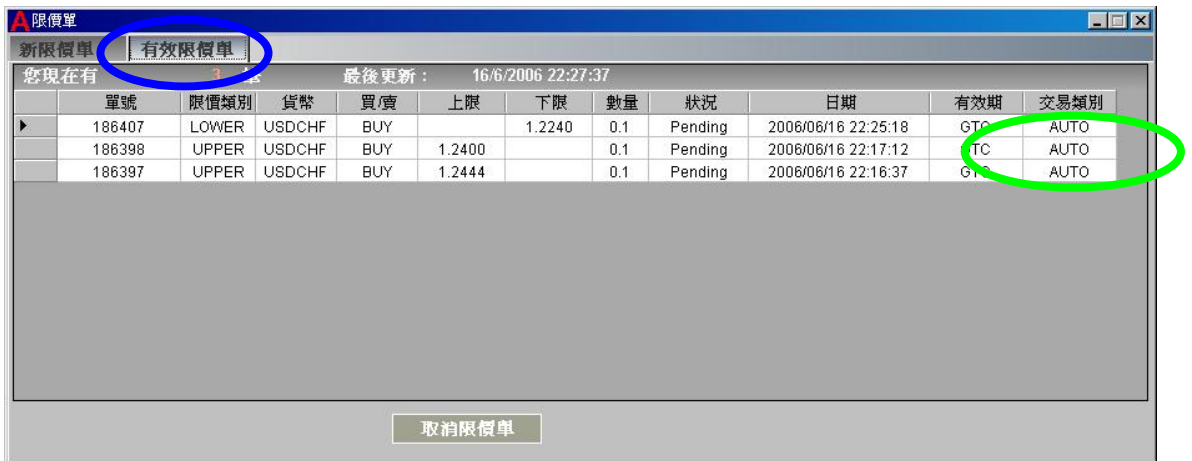 限價單
新限價單 有效限價單
您現在有 3 最後更新： 16/6/2006 22:27:37
單號 限價類別 貨幣 買/賣 上限 下限 數量 狀況 日期 有效期 交易類別
186407 LOWER USDCHF BUY 1.2240 0.1 Pending 2006/06/16 22:25:18 GTC AUTO
186398 UPPER USDCHF BUY 1.2400 0.1 Pending 2006/06/16 22:17:12 GTC AUTO
186397 UPPER USDCHF BUY 1.2444 0.1 Pending 2006/06/16 22:16:37 GTC AUTO
取消限價單